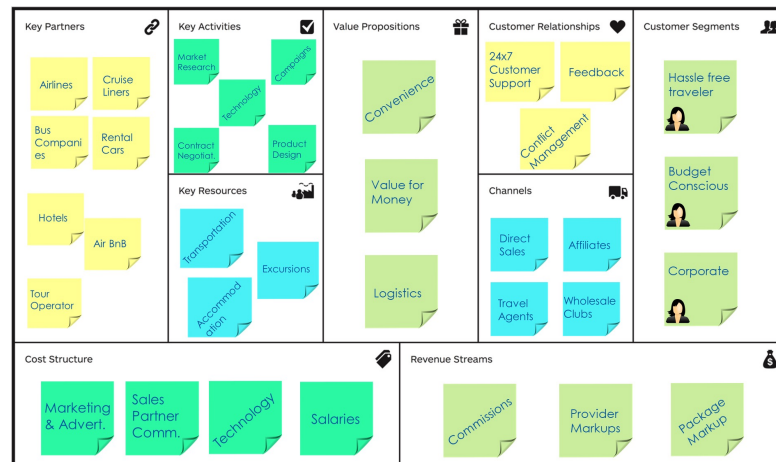 Key Partners
Airlines
Cruise
Liners
Bus
Compani
es
Rental
Cars
Hotels
Air BnB
Tour
Operator
Key Activities
Market
Research
Campaigns
Technology
Contract
Negotiat.
Product
Design
Key Resources
Transportation
Excursions
Accommod
ation
Value Propositions
Convenience
Value for
Money
Logistics
Customer Relationships
24x7
Customer
Support
Feedback
Conflict
Management
Channels
Direct
Sales
Affiliates
Travel
Agents
Wholesale
Clubs
Customer Segments
Hassle free
traveler
Budget
Conscious
Corporate
Cost Structure
Marketing
& Advert.
Sales
Partner
Comm.
Technology
Salaries
Revenue Streams
$
Commissions
Provider
Markups
Package
Markup